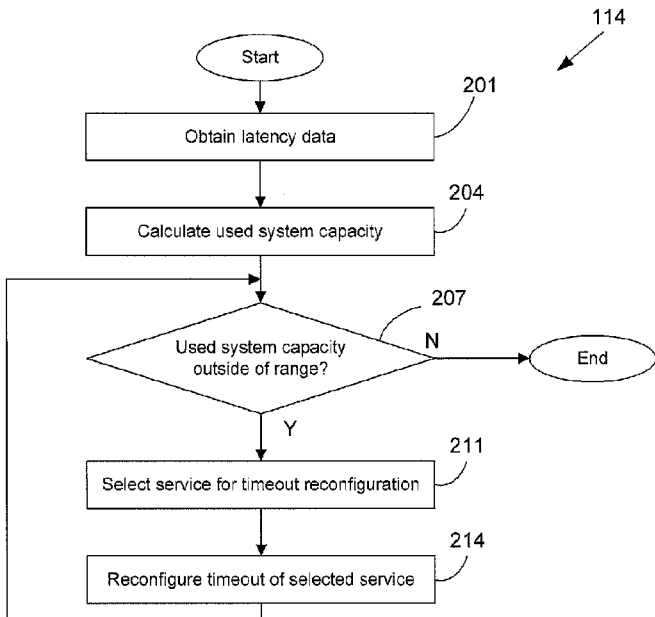 114
Start
201
Obtain latency data
204
Calculate used system capacity
207
Used system capacity
outside of range?
N
End
Y
211
Select service for timeout reconfiguration
214
Reconfigure timeout of selected service